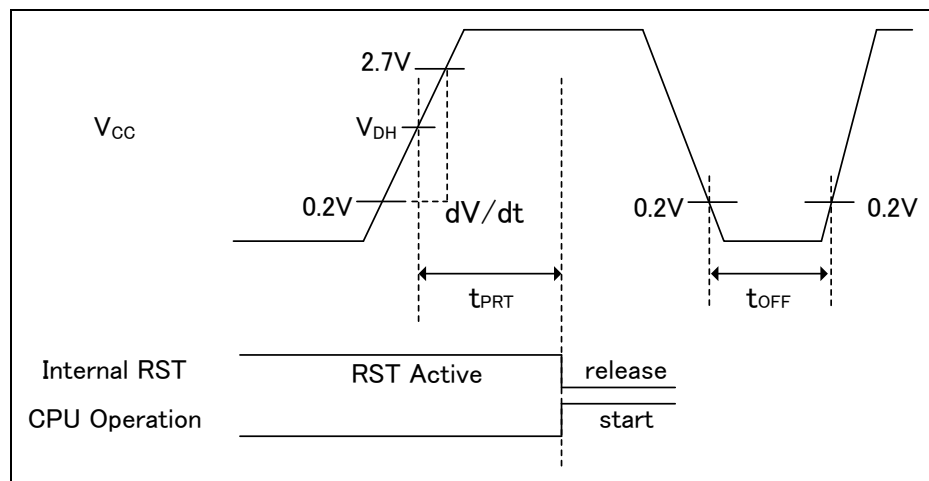 2.7V
VCC
VDH
0.2V
dV/dt
0.2V
0.2V
tPRT
tOFF
Internal RST
RST Active
release
CPU Operation
start